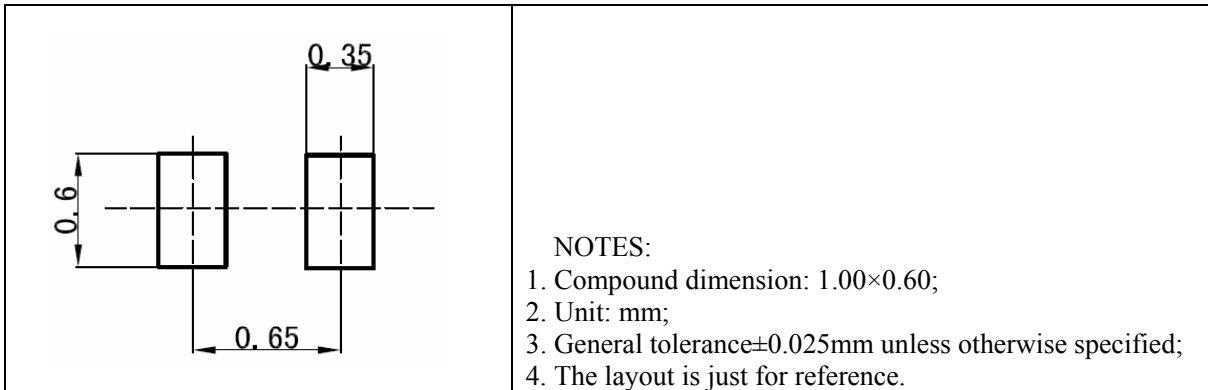 0.35
0.6
0.65
NOTES:
1. Compound dimension: 1.00×0.60;
2. Unit: mm;
3. General tolerance±0.025mm unless otherwise specified;
4. The layout is just for reference.